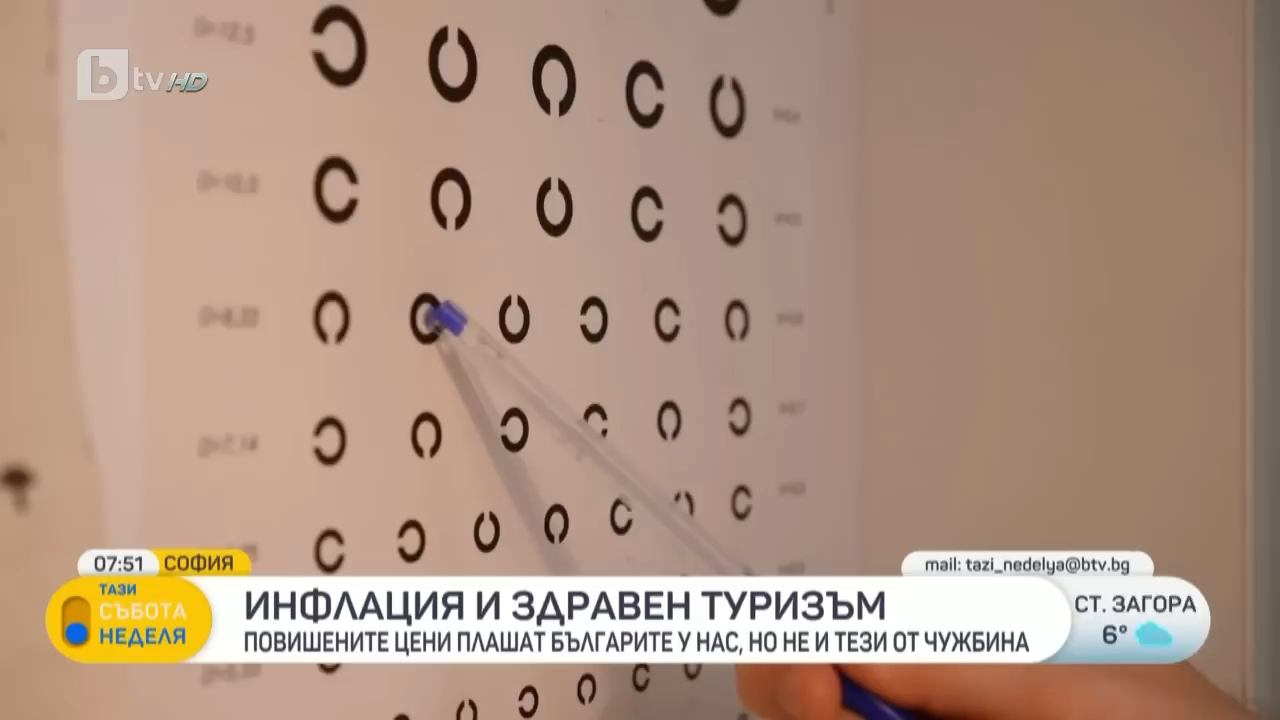 btv HD
07:51 СОФИЯ
mail: tazi_nedelya@btv.bg
ТАЗИ
СЪБОТА
НЕДЕЛЯ
ИНФЛАЦИЯ И ЗДРАВЕН ТУРИЗЪМ
ПОВИШЕНИТЕ ЦЕНИ ПЛАШАТ БЪЛГАРИТЕ У НАС, НО НЕ И ТЕЗИ ОТ ЧУЖБИНА
СТ. ЗАГОРА
6°